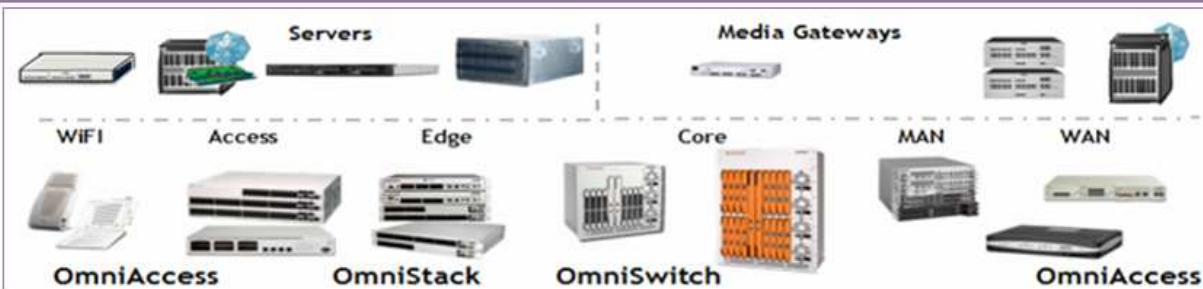 Servers
Media Gateways
WiFI Access Edge Core MAN WAN
OmniAccess OmniStack OmniSwitch OmniAccess